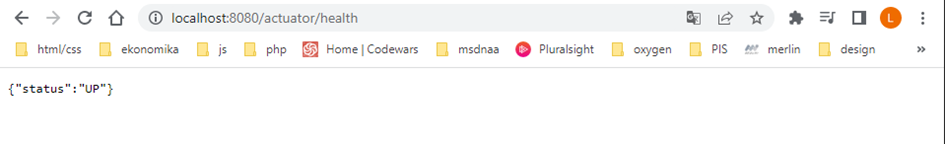 localhost:8080/actuator/health
L
html/css ekonomika js php Home | Codewars msdnaa Pluralsight oxygen PIS merlin design »
{"status":"UP"}